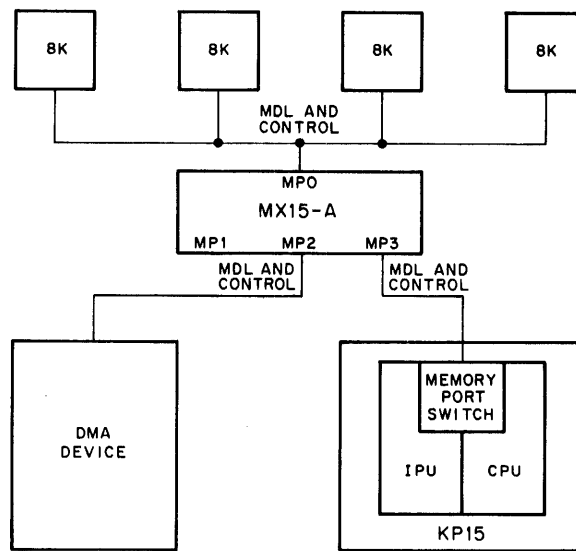 8K
8K
8K
8K
MDL AND
CONTROL
MPO
MX15-A
MP1 MP2 MP3
MDL AND
CONTROL
MDL AND
CONTROL
DMA
DEVICE
MEMORY
PORT
SWITCH
IPU
CPU
KP15